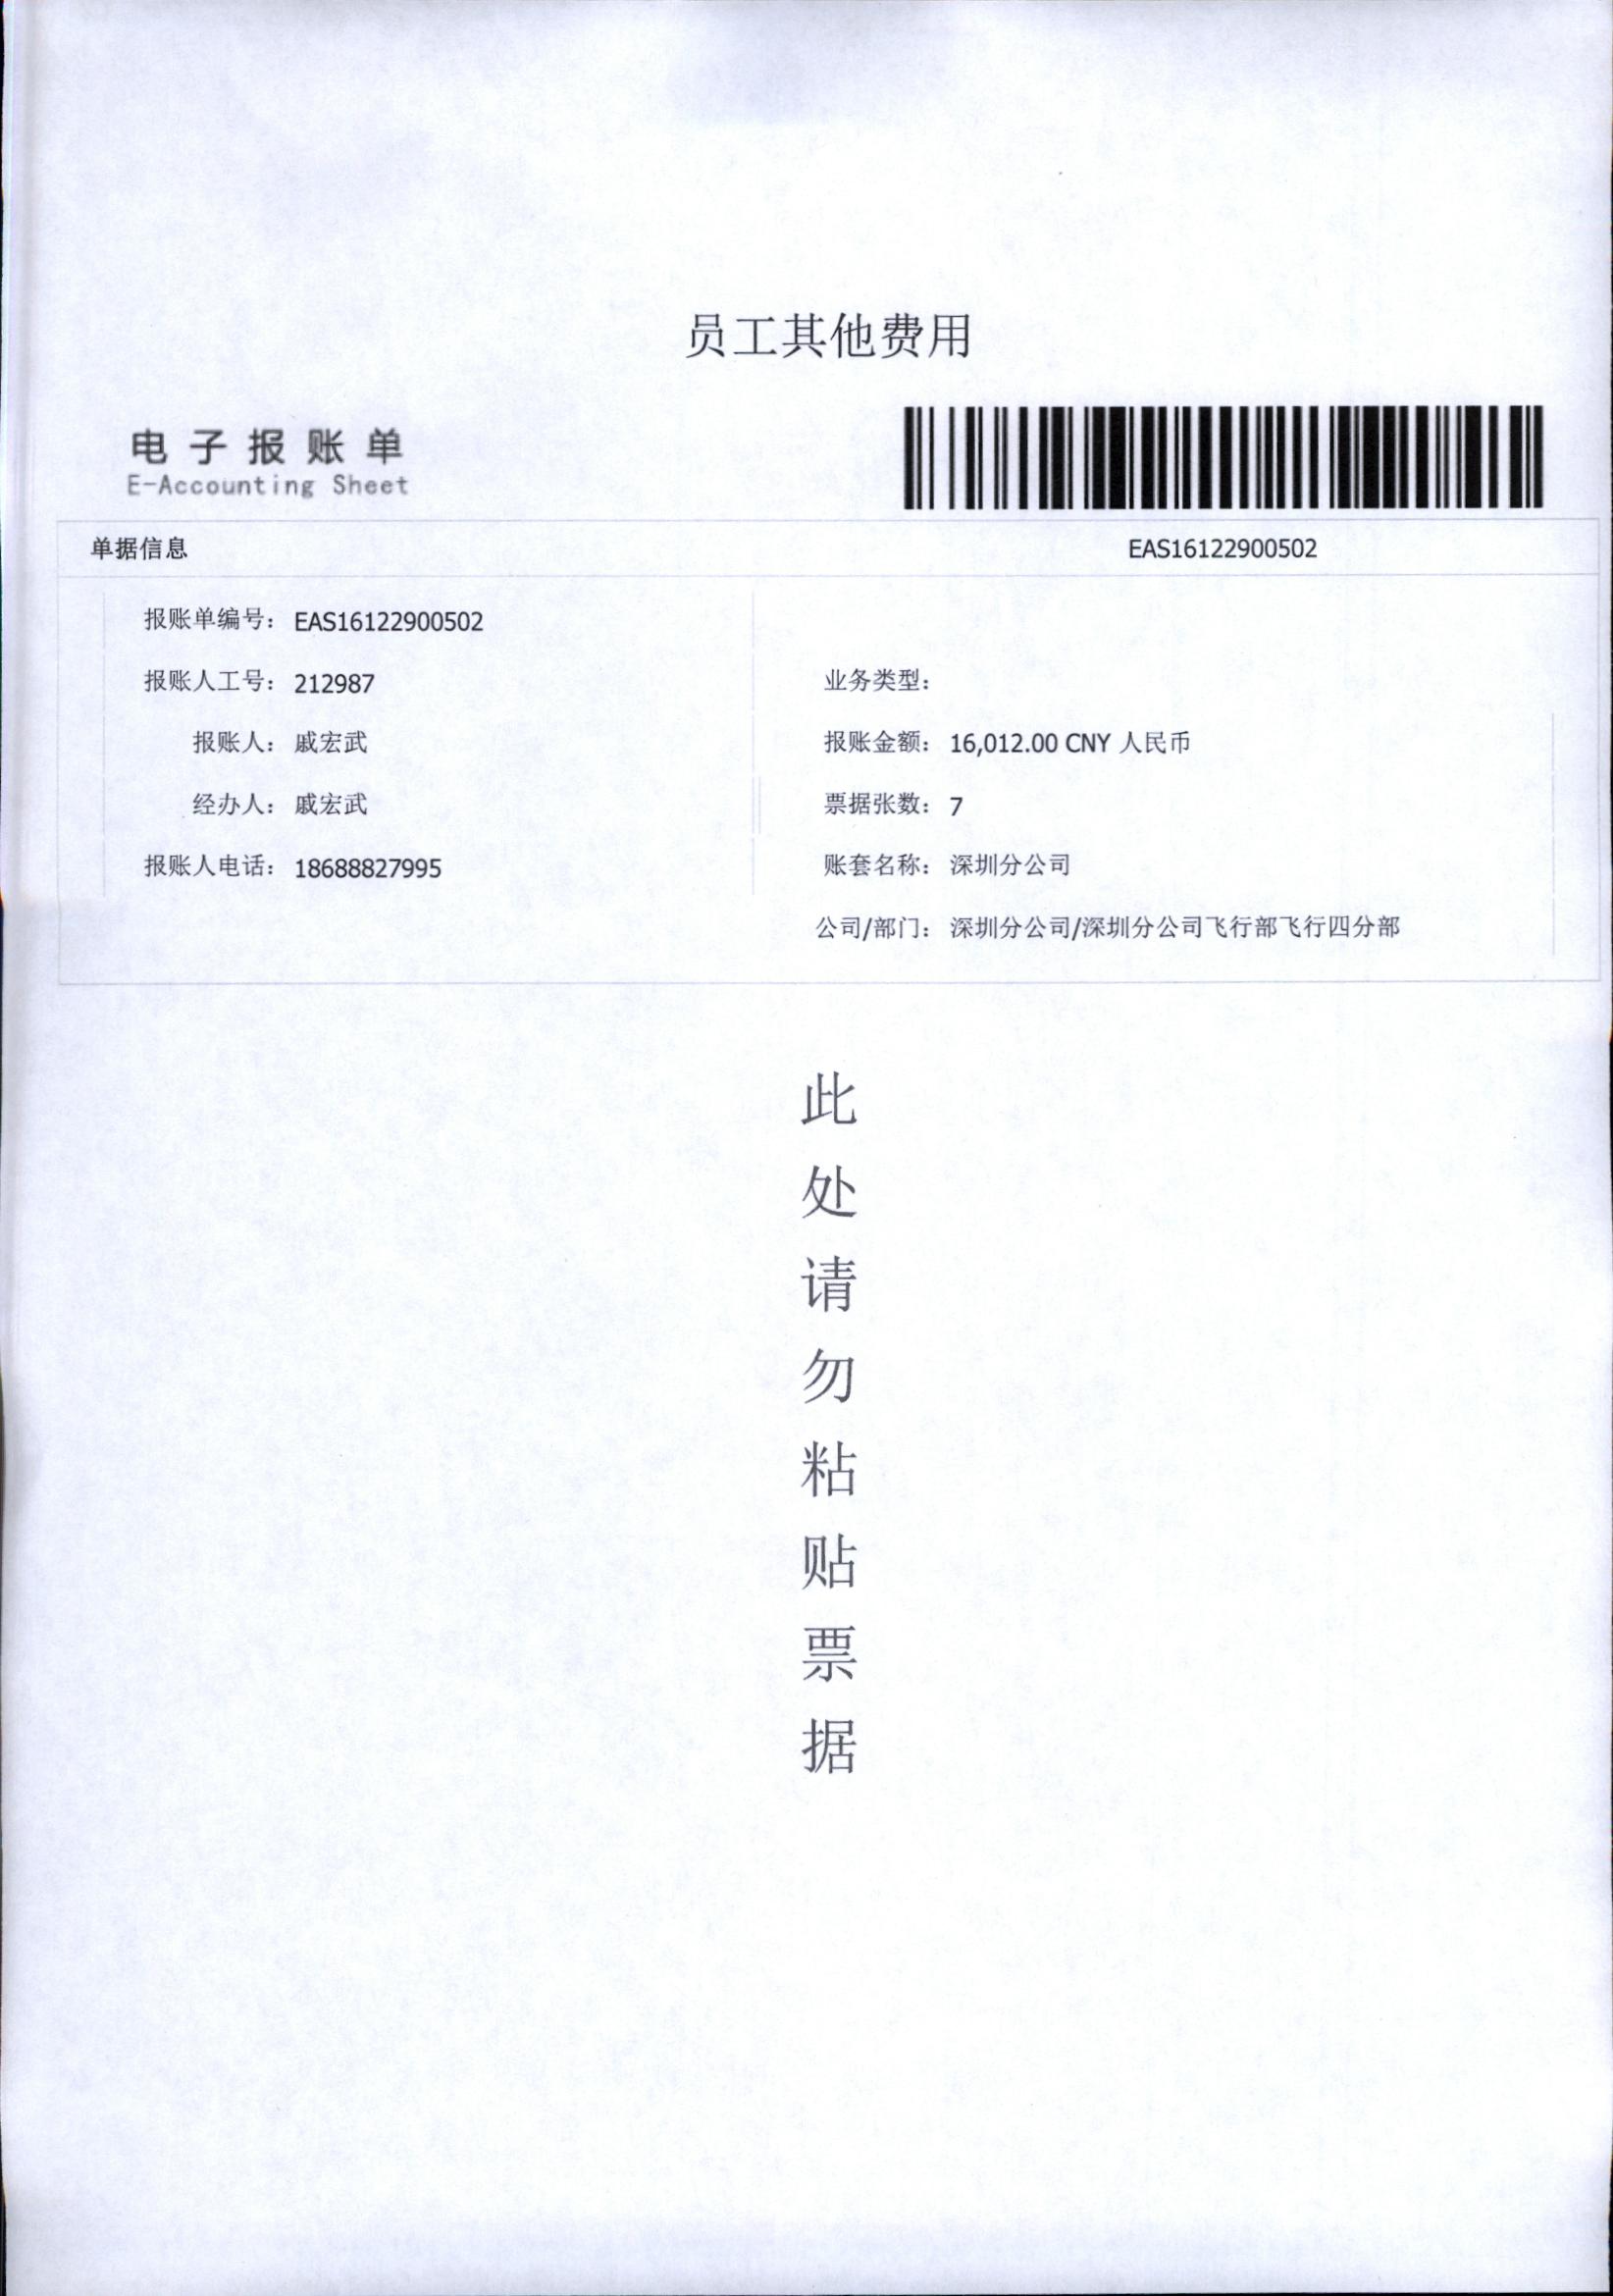 员工其他费用
电子报账单
E-Accounting Sheet
单据信息 EAS16122900502
报账单编号： EAS16122900502
报账人工号： 212987 业务类型：
报账人： 戚宏武 报账金额： 16,012.00 CNY 人民币
经办人： 戚宏武 票据张数： 7
报账人电话： 18688827995 账套名称： 深圳分公司
公司/部门： 深圳分公司/深圳分公司飞行部飞行四分部
此
处
请
勿
粘
贴
票
据